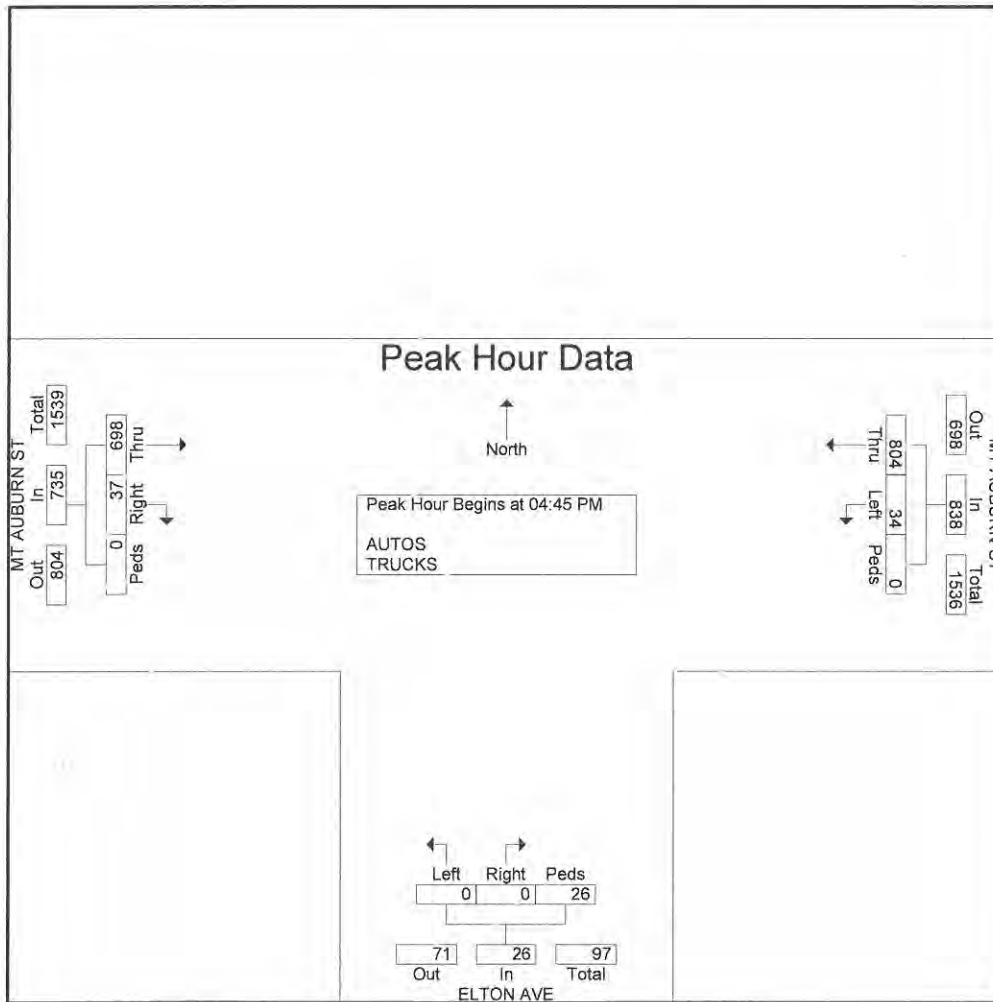 Peak Hour Data
North
Peak Hour Begins at 04:45 PM
AUTOS
TRUCKS
MT AUBURN ST
Out In Total
804 735 1539
0 37 698
Peds Right Thru
Out In Total
698 838 1536
804 34 0
Thru Left Peds
Left Right Peds
0 0 26
71 26 97
Out In Total
ELTON AVE